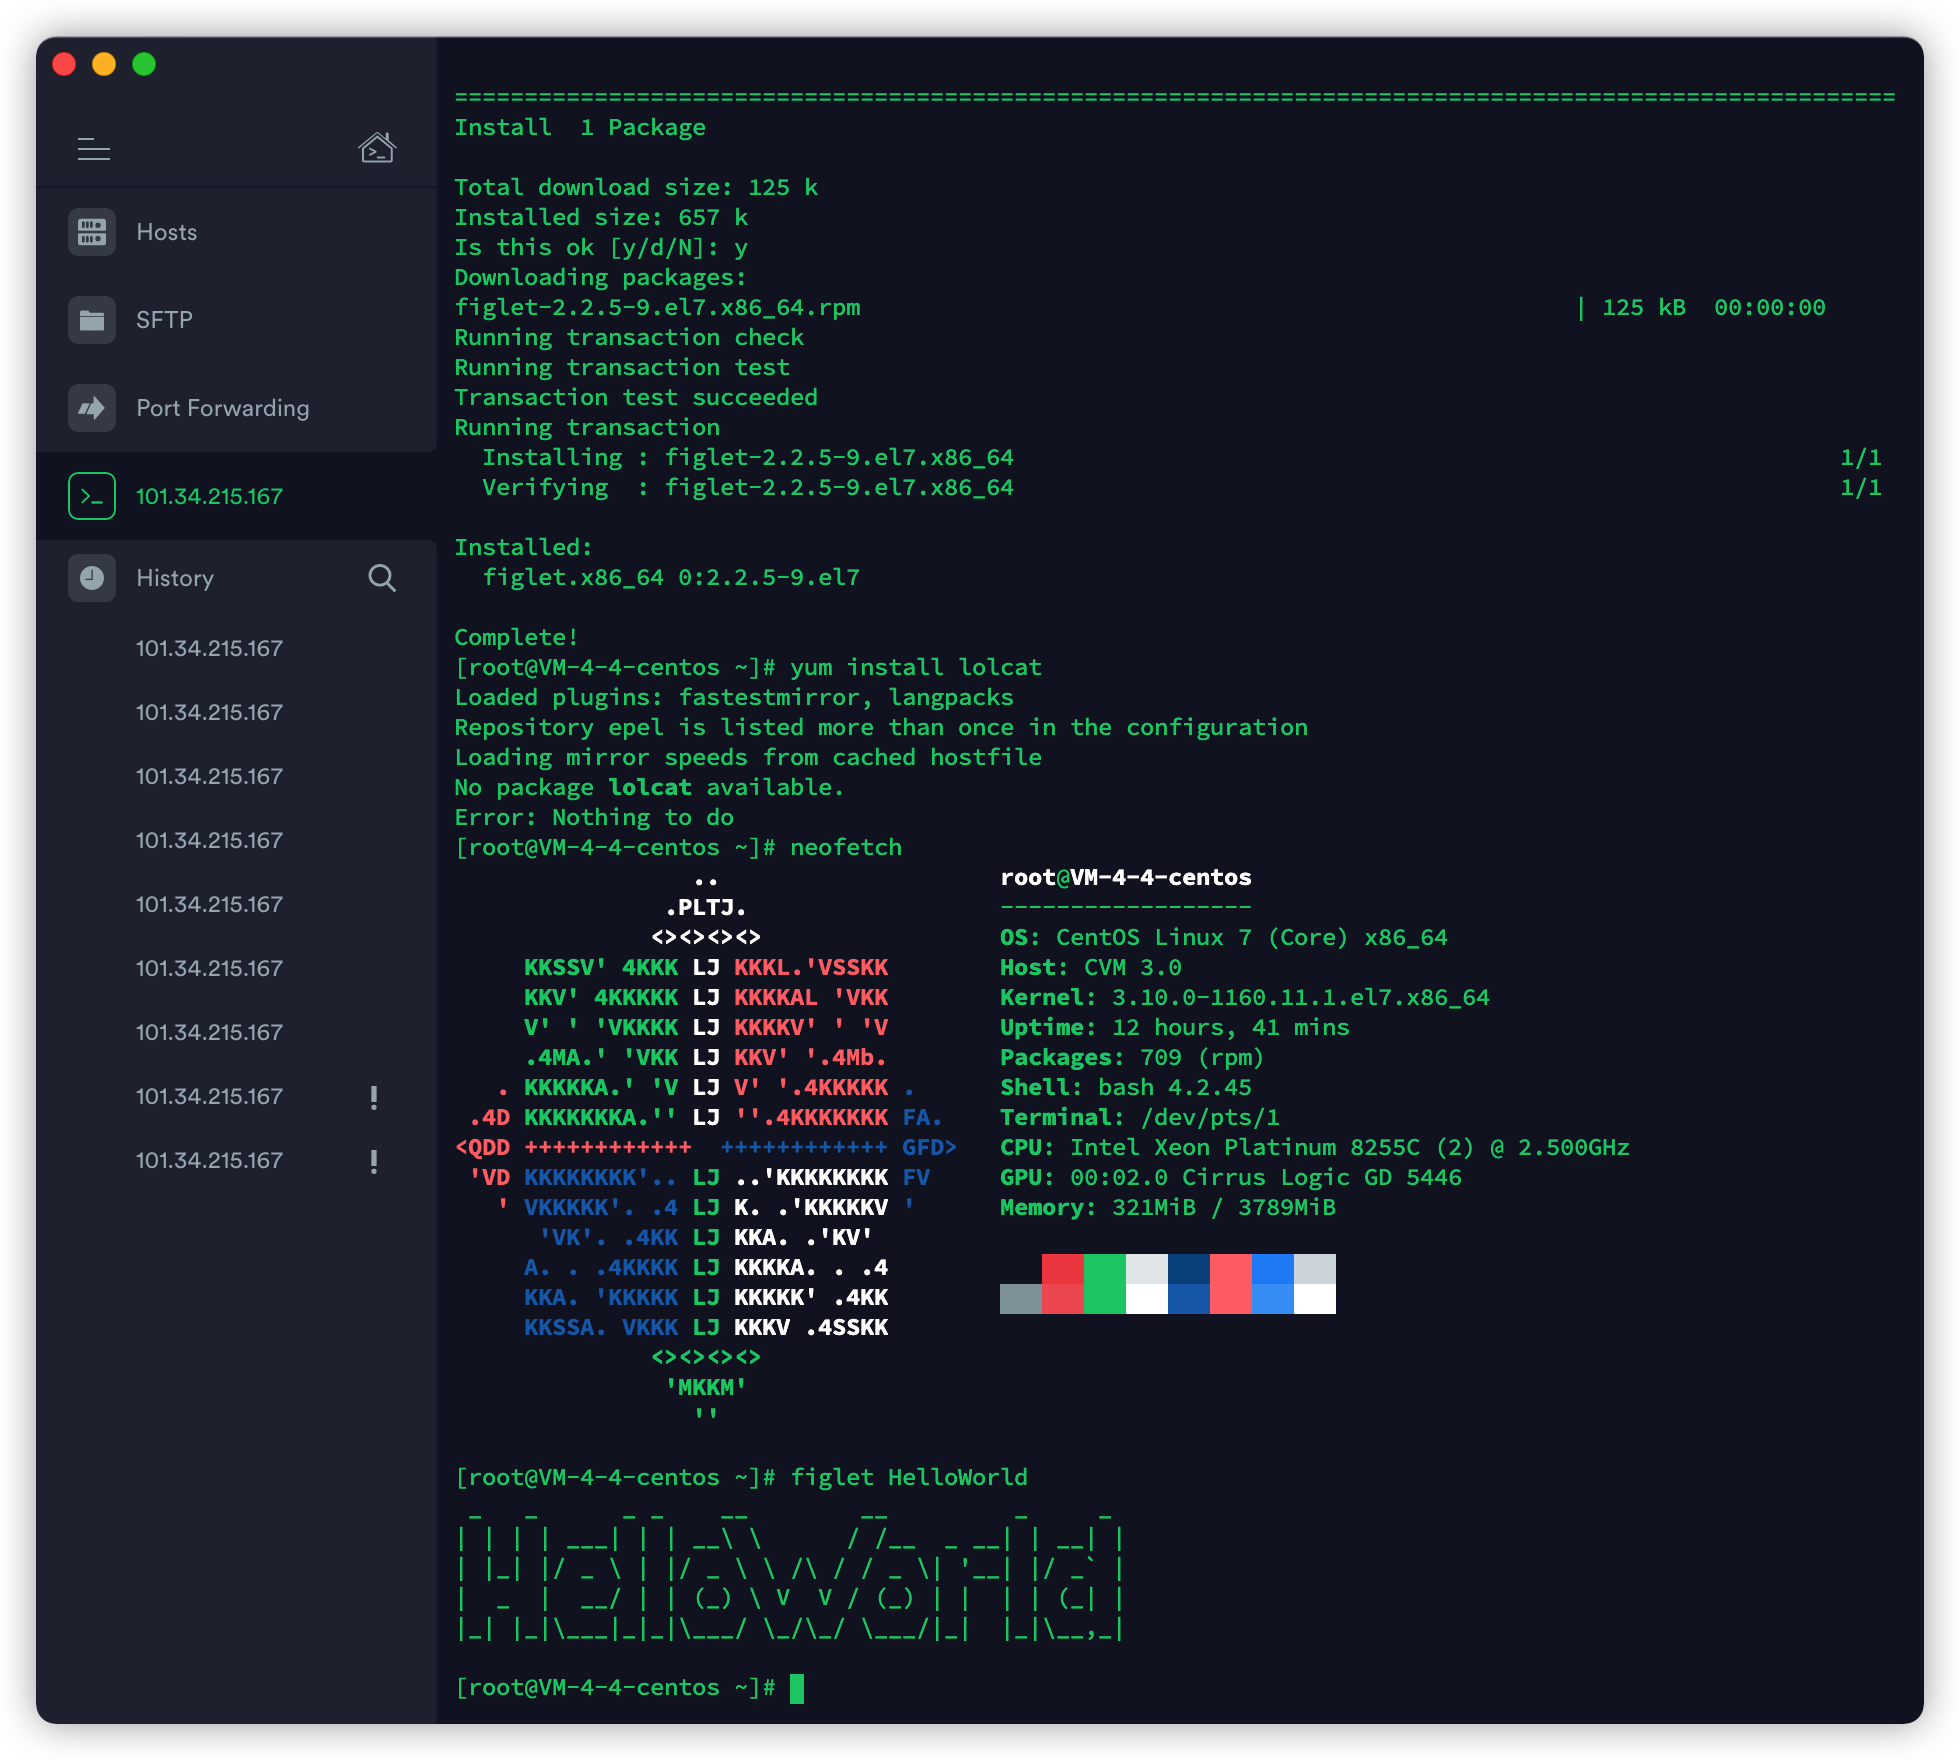 Hosts
SFTP
Port Forwarding
101.34.215.167
History
101.34.215.167
101.34.215.167
101.34.215.167
101.34.215.167
101.34.215.167
101.34.215.167
101.34.215.167
101.34.215.167 !
101.34.215.167 !
=======================================================================================================
Install  1 Package
Total download size: 125 k
Installed size: 657 k
Is this ok [y/d/N]: y
Downloading packages:
figlet-2.2.5-9.el7.x86_64.rpm | 125 kB  00:00:00
Running transaction check
Running transaction test
Transaction test succeeded
Running transaction
  Installing : figlet-2.2.5-9.el7.x86_64 1/1
  Verifying  : figlet-2.2.5-9.el7.x86_64 1/1
Installed:
  figlet.x86_64 0:2.2.5-9.el7
Complete!
[root@VM-4-4-centos ~]# yum install lolcat
Loaded plugins: fastestmirror, langpacks
Repository epel is listed more than once in the configuration
Loading mirror speeds from cached hostfile
No package lolcat available.
Error: Nothing to do
[root@VM-4-4-centos ~]# neofetch
                 ..                    root@VM-4-4-centos
               .PLTJ.                  ------------------
              <><><><>                 OS: CentOS Linux 7 (Core) x86_64
     KKSSV' 4KKK LJ KKKL.'VSSKK        Host: CVM 3.0
     KKV' 4KKKKK LJ KKKKAL 'VKK        Kernel: 3.10.0-1160.11.1.el7.x86_64
     V' ' 'VKKKK LJ KKKKV' ' 'V        Uptime: 12 hours, 41 mins
     .4MA.' 'VKK LJ KKV' '.4Mb.        Packages: 709 (rpm)
   . KKKKKA.' 'V LJ V' '.4KKKKK .      Shell: bash 4.2.45
 .4D KKKKKKKA.'' LJ ''.4KKKKKKK FA.    Terminal: /dev/pts/1
<QDD ++++++++++++  ++++++++++++ GFD>   CPU: Intel Xeon Platinum 8255C (2) @ 2.500GHz
 'VD KKKKKKKK'.. LJ ..'KKKKKKKK FV     GPU: 00:02.0 Cirrus Logic GD 5446
   ' VKKKKK'. .4 LJ K. .'KKKKKV '      Memory: 321MiB / 3789MiB
      'VK'. .4KK LJ KKA. .'KV'
     A. . .4KKKK LJ KKKKA. . .4
     KKA. 'KKKKK LJ KKKKK' .4KK
     KKSSA. VKKK LJ KKKV .4SSKK
              <><><><>
               'MKKM'
                 ''
[root@VM-4-4-centos ~]# figlet HelloWorld
 _   _      _ _    __        __         _     _
| | | | ___| | | __\ \      / /__  _ __| | __| |
| |_| |/ _ \ | |/ _ \ \ /\ / / _ \| '__| |/ _` |
|  _  |  __/ | | (_) \ V  V / (_) | |  | | (_| |
|_| |_|\___|_|_|\___/ \_/\_/ \___/|_|  |_|\__,_|
[root@VM-4-4-centos ~]#